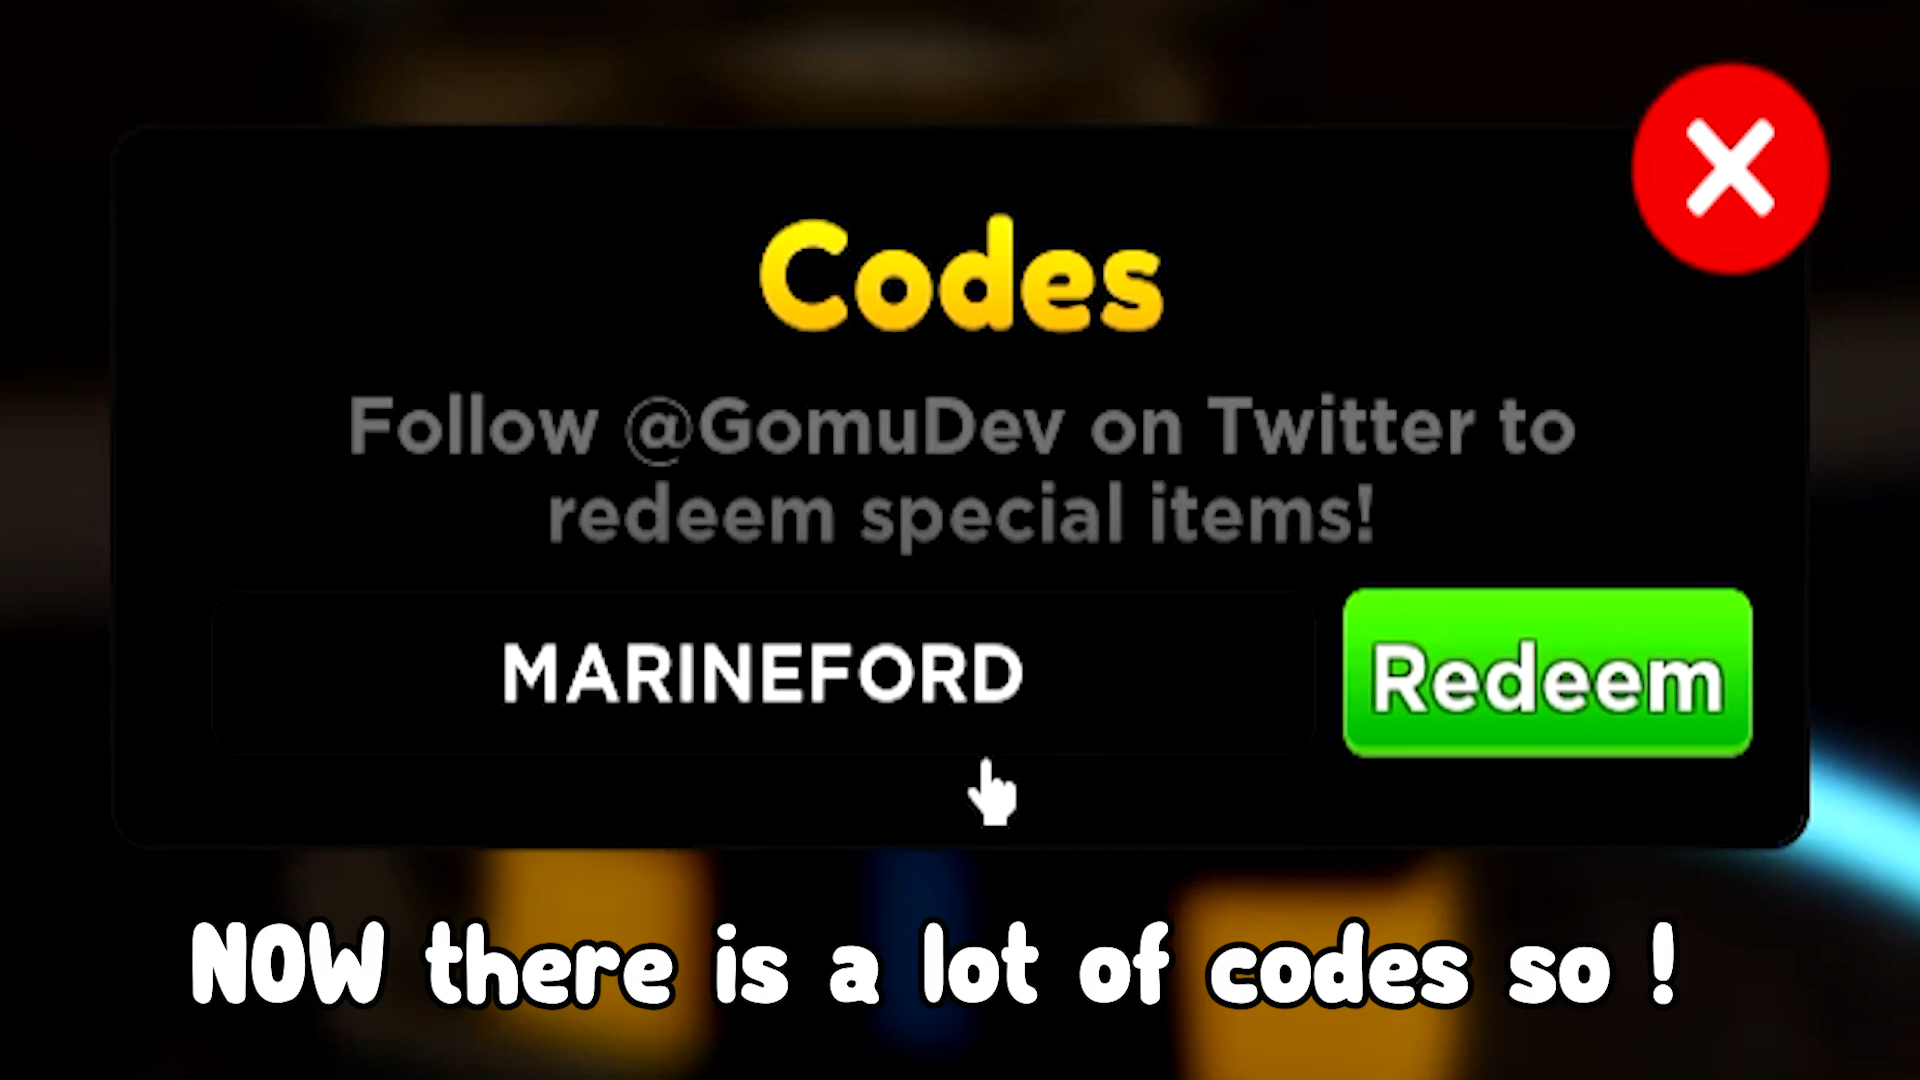 Codes
Follow @GomuDev on Twitter to
redeem special items!
MARINEFORD
Redeem
NOW there is a lot of codes so !